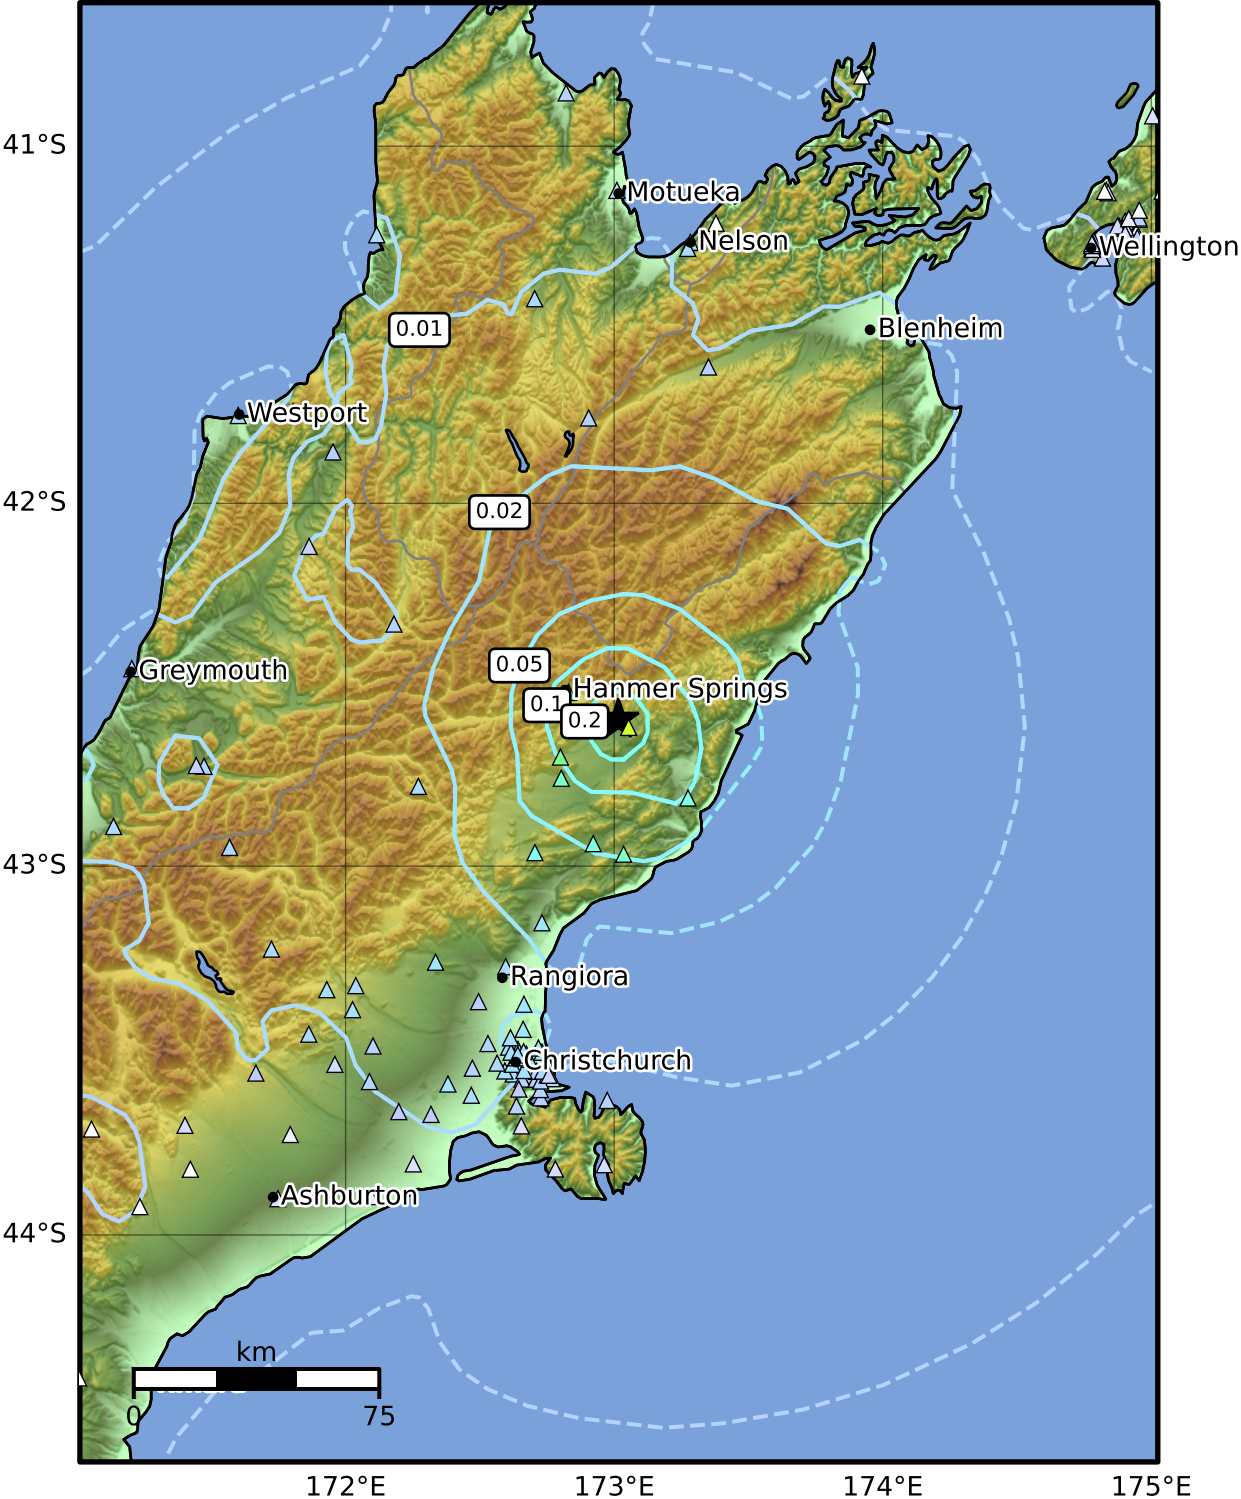 41°S
Motueka
Nelson
Wellington
0.01
Blenheim
Westport
42°S
0.02
0.05
Greymouth
Hanmer Springs
0.1
0.2
43°S
Rangiora
Christchurch
Ashburton
44°S
km
0 75
172°E 173°E 174°E 175°E